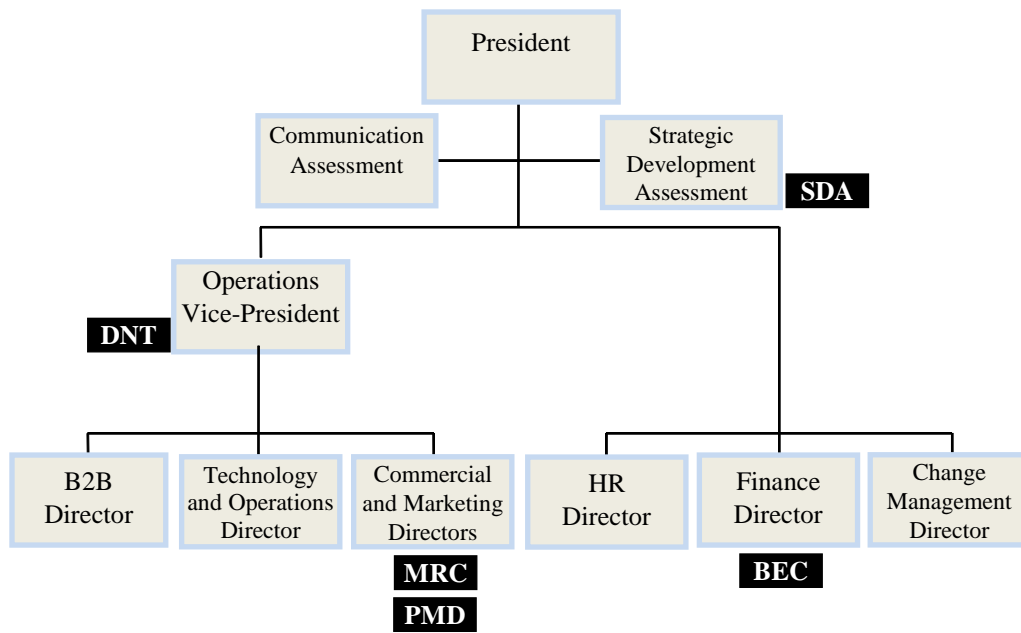 President
Communication
Assessment
Strategic
Development
Assessment
SDA
Operations
Vice-President
DNT
B2B
Director
Technology
and Operations
Director
Commercial
and Marketing
Directors
MRC
PMD
HR
Director
Finance
Director
BEC
Change
Management
Director